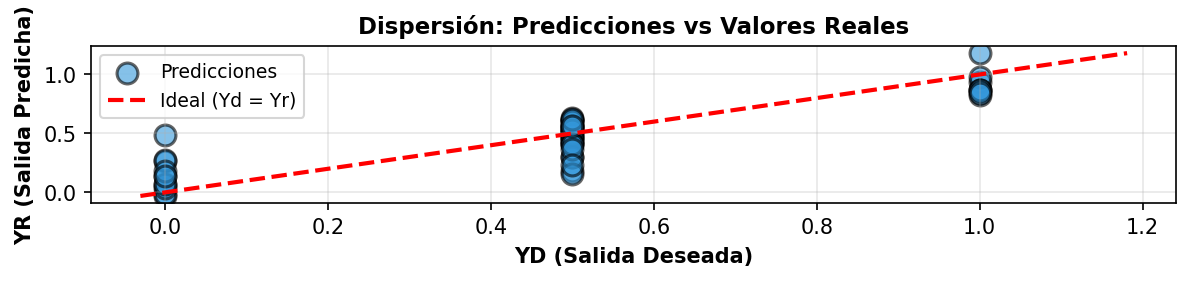 Dispersión: Predicciones vs Valores Reales
YR (Salida Predicha)
1.0
0.5
0.0
Predicciones
Ideal (Yd = Yr)
0.0 0.2 0.4 0.6 0.8 1.0 1.2
YD (Salida Deseada)